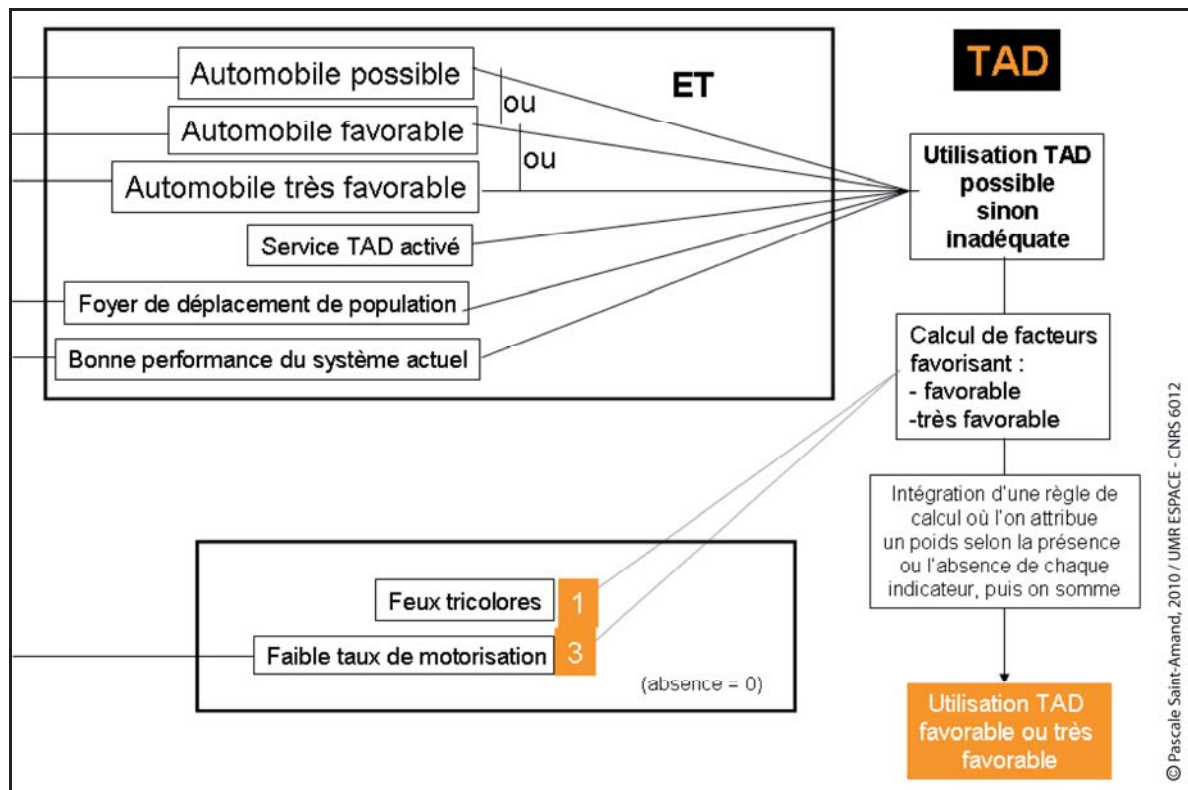 Automobile possible
ou
Automobile favorable
ou
Automobile très favorable
Service TAD activé
Foyer de déplacement de population
Bonne performance du système actuel
ET
TAD
Utilisation TAD
possible
sinon
inadéquate
Calcul de facteurs
favorisant :
- favorable
-très favorable
Intégration d'une règle de
calcul où l'on attribue
un poids selon la présence
ou l'absence de chaque
indicateur, puis on somme
Feux tricolores 1
Faible taux de motorisation 3
(absence = 0)
Utilisation TAD
favorable ou très
favorable
© Pascale Saint-Amand, 2010 / UMR ESPACE - CNRS 6012